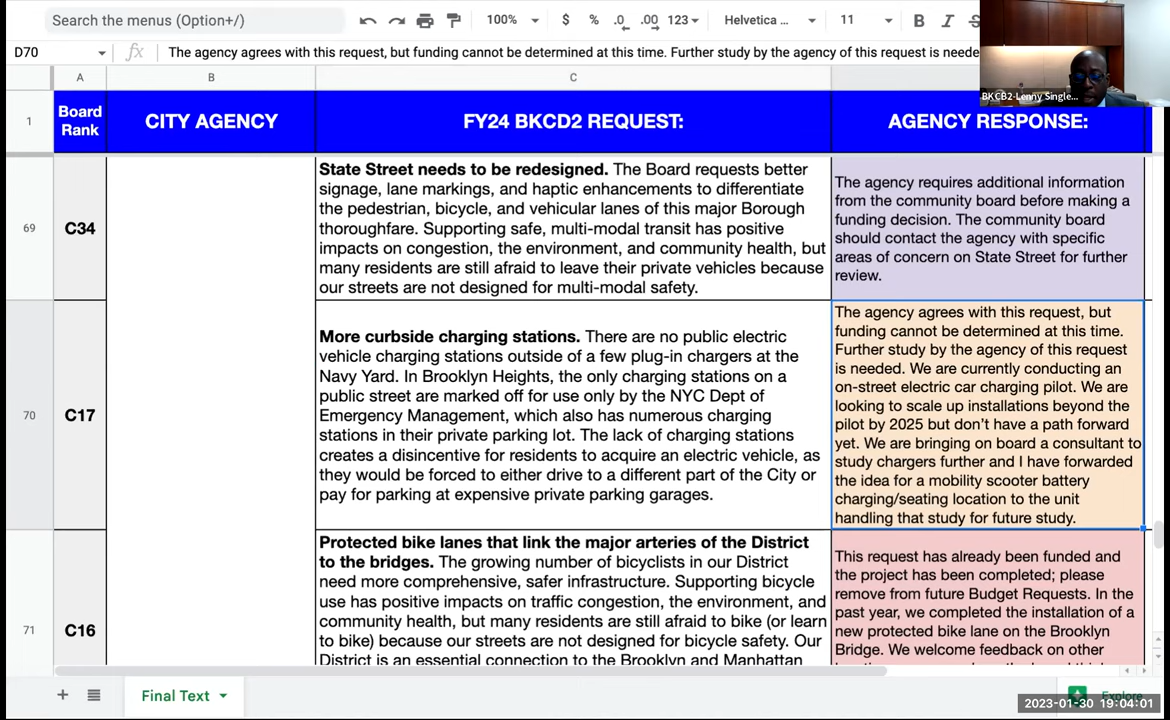 Search the menus (Option+/)
100%
$ % .0 .00 123
Helvetica ...
11
B I S
D70
fx The agency agrees with this request, but funding cannot be determined at this time. Further study by the agency of this request is neede
BKCB2-Lenny Single...
A B C
1
Board
Rank
CITY AGENCY
FY24 BKCD2 REQUEST:
AGENCY RESPONSE:
69
C34
State Street needs to be redesigned. The Board requests better
signage, lane markings, and haptic enhancements to differentiate
the pedestrian, bicycle, and vehicular lanes of this major Borough
thoroughfare. Supporting safe, multi-modal transit has positive
impacts on congestion, the environment, and community health, but
many residents are still afraid to leave their private vehicles because
our streets are not designed for multi-modal safety.
The agency requires additional information
from the community board before making a
funding decision. The community board
should contact the agency with specific
areas of concern on State Street for further
review.
70
C17
More curbside charging stations. There are no public electric
vehicle charging stations outside of a few plug-in chargers at the
Navy Yard. In Brooklyn Heights, the only charging stations on a
public street are marked off for use only by the NYC Dept of
Emergency Management, which also has numerous charging
stations in their private parking lot. The lack of charging stations
creates a disincentive for residents to acquire an electric vehicle, as
they would be forced to either drive to a different part of the City or
pay for parking at expensive private parking garages.
The agency agrees with this request, but
funding cannot be determined at this time.
Further study by the agency of this request
is needed. We are currently conducting an
on-street electric car charging pilot. We are
looking to scale up installations beyond the
pilot by 2025 but don't have a path forward
yet. We are bringing on board a consultant to
study chargers further and I have forwarded
the idea for a mobility scooter battery
charging/seating location to the unit
handling that study for future study.
71
C16
Protected bike lanes that link the major arteries of the District
to the bridges. The growing number of bicyclists in our District
need more comprehensive, safer infrastructure. Supporting bicycle
use has positive impacts on traffic congestion, the environment, and
community health, but many residents are still afraid to bike (or learn
to bike) because our streets are not designed for bicycle safety. Our
District is an essential connection to the Brooklyn and Manhattan
This request has already been funded and
the project has been completed; please
remove from future Budget Requests. In the
past year, we completed the installation of a
new protected bike lane on the Brooklyn
Bridge. We welcome feedback on other
Final Text
Explore
2023-01-30 19:04:01